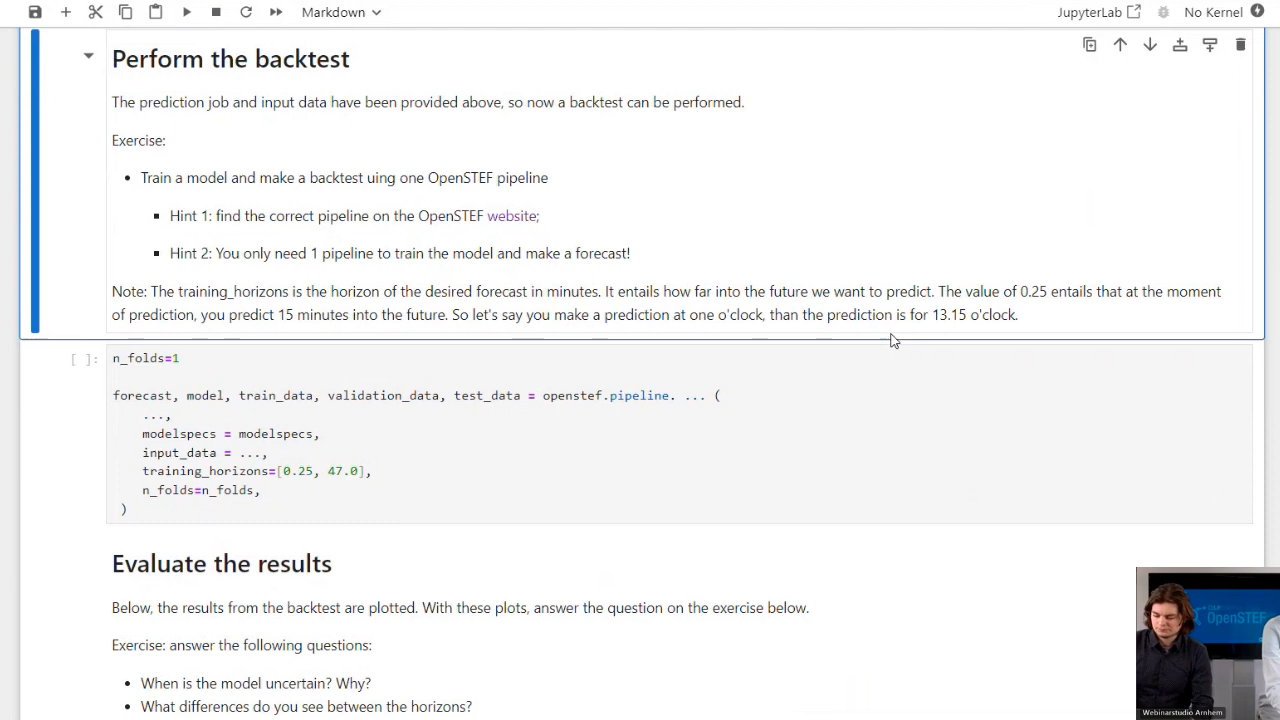 Markdown
JupyterLab
No Kernel
Perform the backtest
The prediction job and input data have been provided above, so now a backtest can be performed.
Exercise:
• Train a model and make a backtest uing one OpenSTEF pipeline
▪ Hint 1: find the correct pipeline on the OpenSTEF website;
▪ Hint 2: You only need 1 pipeline to train the model and make a forecast!
Note: The training_horizons is the horizon of the desired forecast in minutes. It entails how far into the future we want to predict. The value of 0.25 entails that at the moment
of prediction, you predict 15 minutes into the future. So let's say you make a prediction at one o'clock, than the prediction is for 13.15 o'clock.
[ ]:
n_folds=1
forecast, model, train_data, validation_data, test_data = openstef.pipeline. ... (
...,
modelspecs = modelspecs,
input_data = ...,
training_horizons=[0.25, 47.0],
n_folds=n_folds,
)
Evaluate the results
Below, the results from the backtest are plotted. With these plots, answer the question on the exercise below.
Exercise: answer the following questions:
• When is the model uncertain? Why?
• What differences do you see between the horizons?
OpenSTEF
Webinarstudio Arnhem